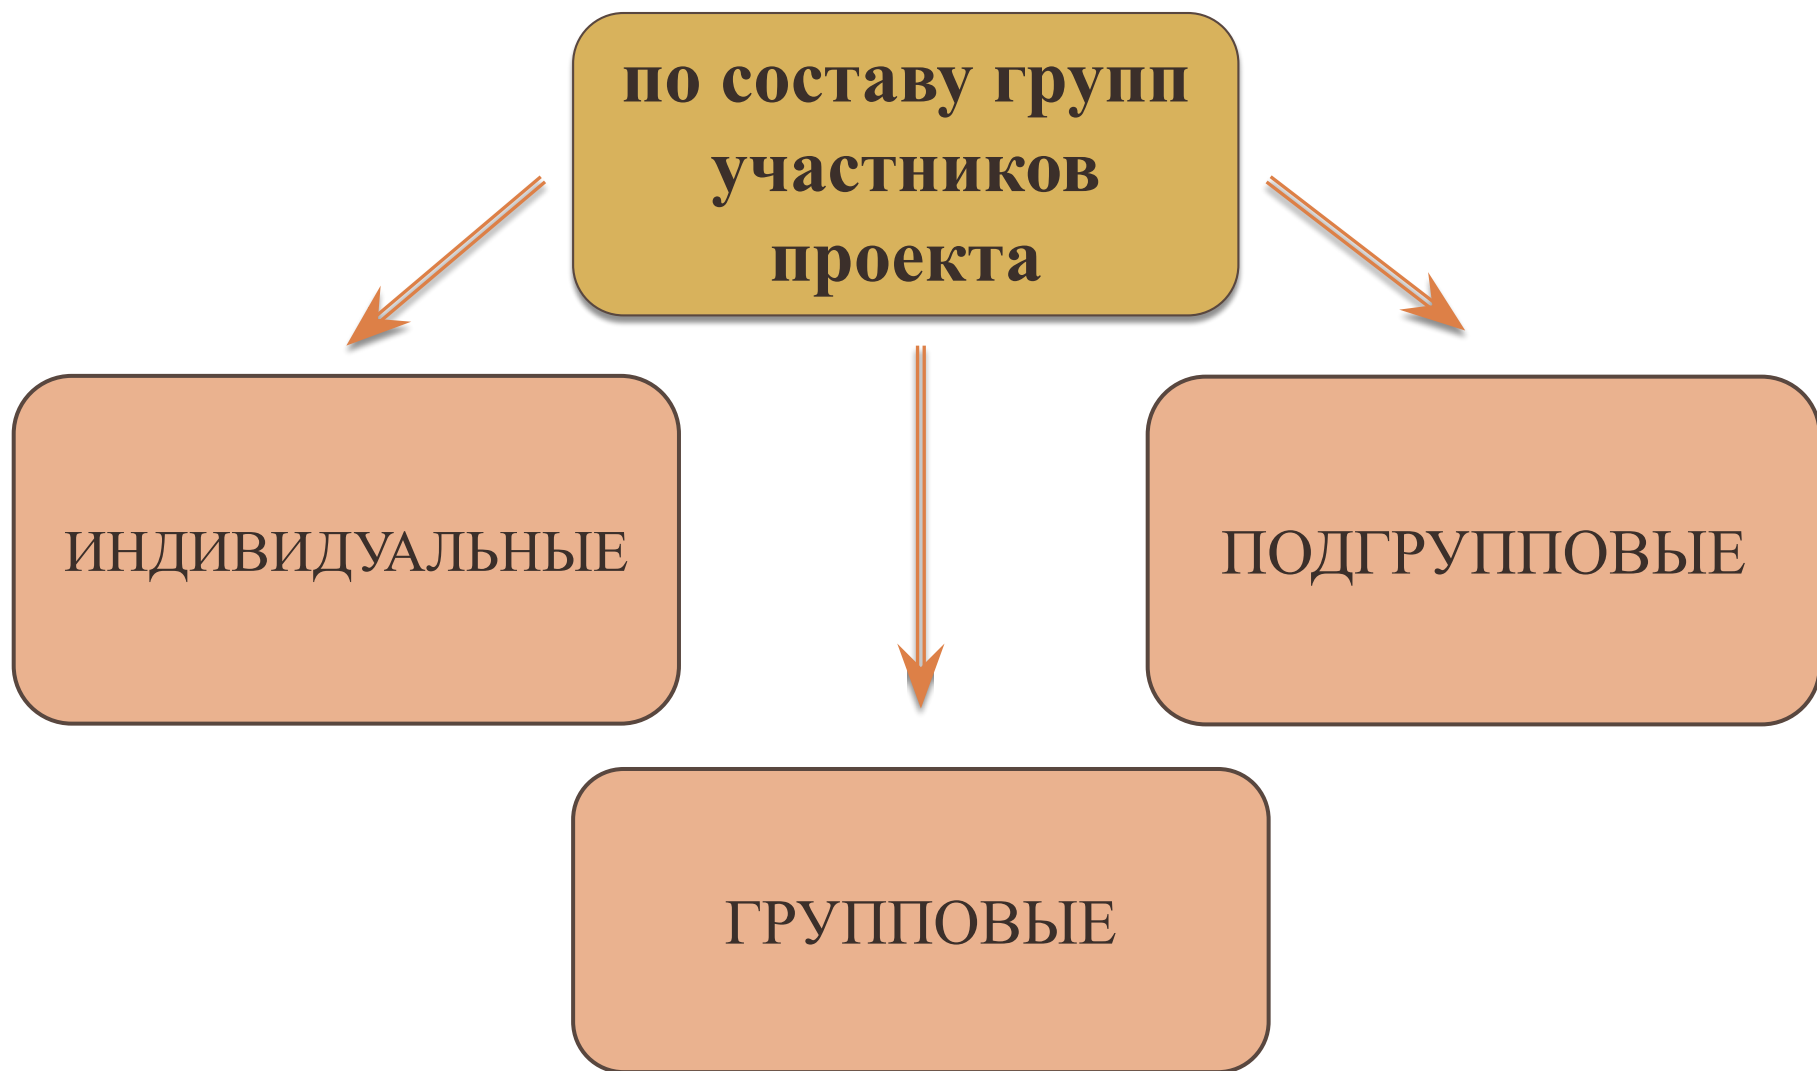 по составу групп
участников
проекта
ИНДИВИДУАЛЬНЫЕ
ПОДГРУППОВЫЕ
ГРУППОВЫЕ